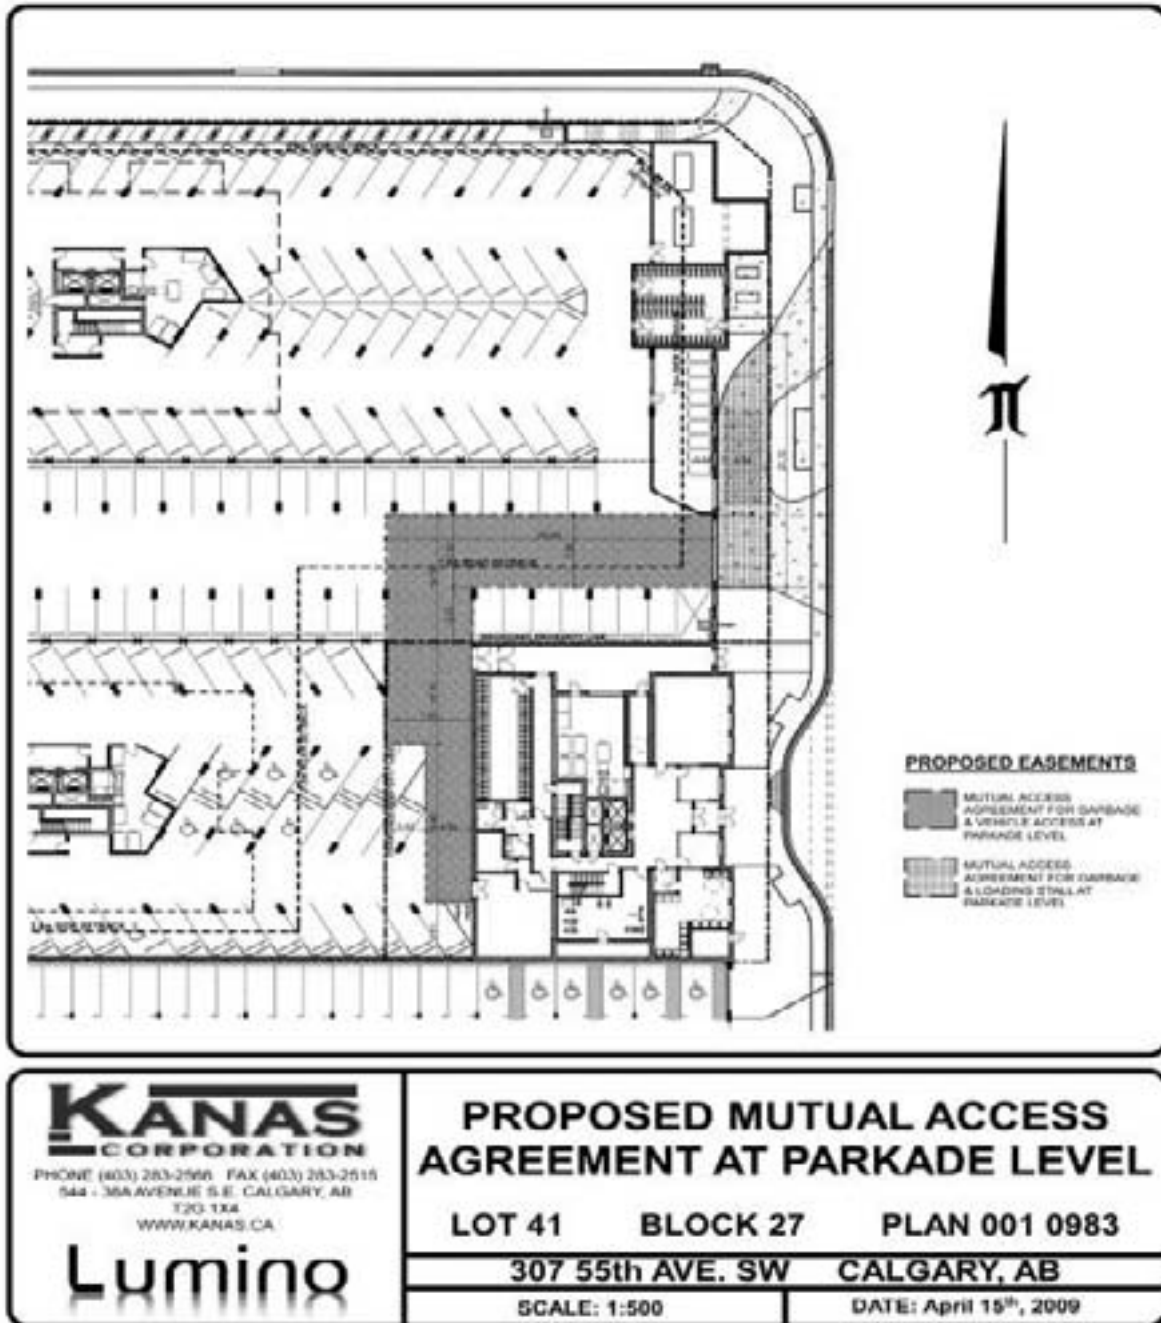 PROPOSED EASEMENTS
MUTUAL ACCESS
AGREEMENT FOR GARBAGE
& VEHICLE ACCESS AT
PARKADE LEVEL
MUTUAL ACCESS
AGREEMENT FOR GARBAGE
& LOADING STALL AT
PARKADE LEVEL
KANAS
CORPORATION
PHONE (403) 283-2566 FAX (403) 283-2515
544 - 38A AVENUE S.E. CALGARY, AB
T2G 1X4
WWW.KANAS.CA
Lumino
PROPOSED MUTUAL ACCESS
AGREEMENT AT PARKADE LEVEL
LOT 41 BLOCK 27 PLAN 001 0983
307 55th AVE. SW CALGARY, AB
SCALE: 1:500
DATE: April 15th, 2009